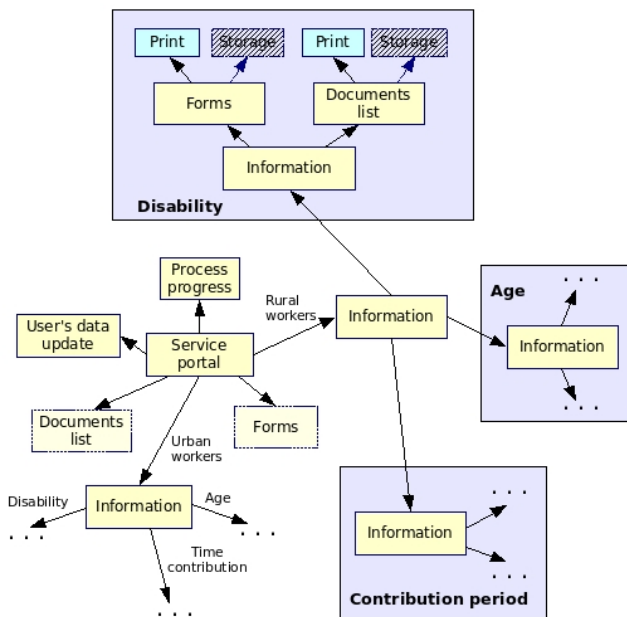 Print
Storage
Print
Storage
Forms
Documents
list
Information
Disability
Process
progress
User's data
update
Service
portal
Rural
workers
Information
Age
. . .
Information
. . .
Documents
list
Forms
Urban
workers
Disability
. . .
Information
Age
. . .
Time
contribution
. . .
. . .
Information
. . .
Contribution period